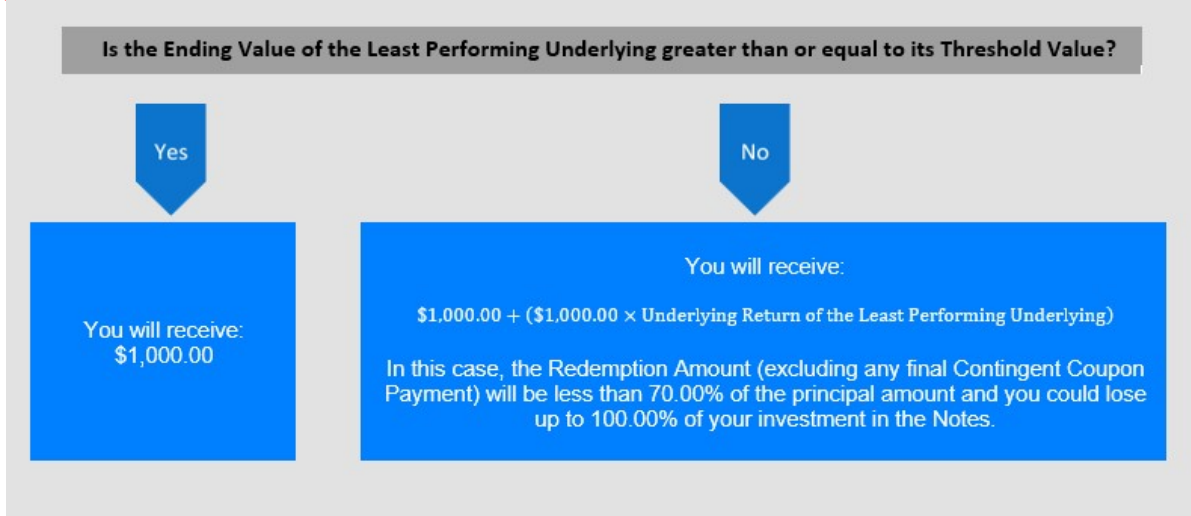 Is the Ending Value of the Least Performing Underlying greater than or equal to its Threshold Value?
Yes
No
You will receive:
$1,000.00
You will receive:
$1,000.00 + ($1,000.00 × Underlying Return of the Least Performing Underlying)
In this case, the Redemption Amount (excluding any final Contingent Coupon
Payment) will be less than 70.00% of the principal amount and you could lose
up to 100.00% of your investment in the Notes.